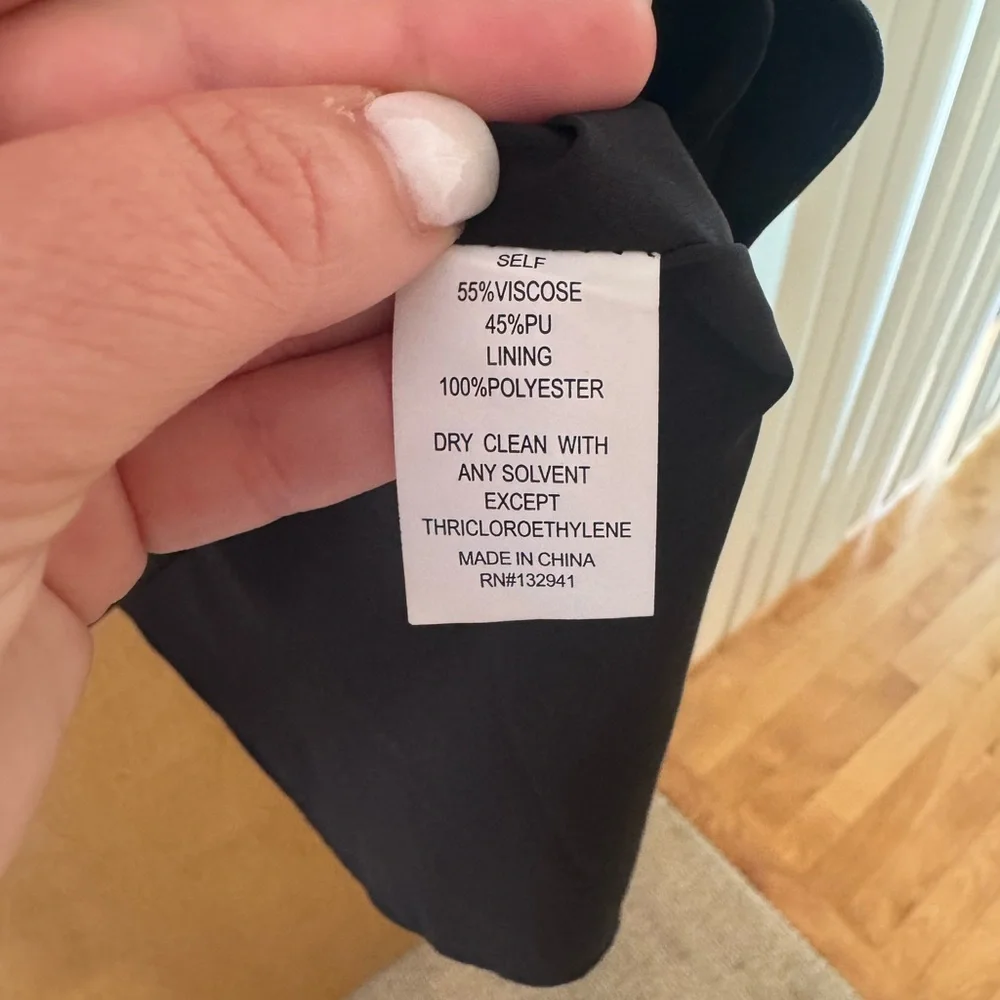 SELF
55%VISCOSE
45%PU
LINING
100%POLYESTER
DRY CLEAN WITH
ANY SOLVENT
EXCEPT
THRICLOROETHYLENE
MADE IN CHINA
RN#132941